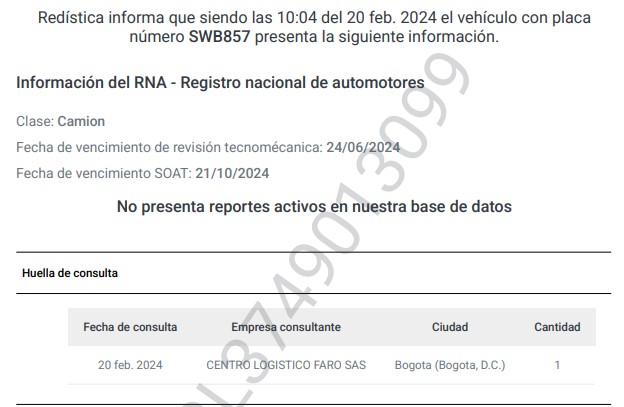 Redística informa que siendo las 10:04 del 20 feb. 2024 el vehículo con placa
número SWB857 presenta la siguiente información.
Información del RNA - Registro nacional de automotores
Clase: Camion
Fecha de vencimiento de revisión tecnomécanica: 24/06/2024
Fecha de vencimiento SOAT: 21/10/2024
No presenta reportes activos en nuestra base de datos
Huella de consulta
Fecha de consulta Empresa consultante Ciudad Cantidad
20 feb. 2024 CENTRO LOGISTICO FARO SAS Bogota (Bogota, D.C.) 1